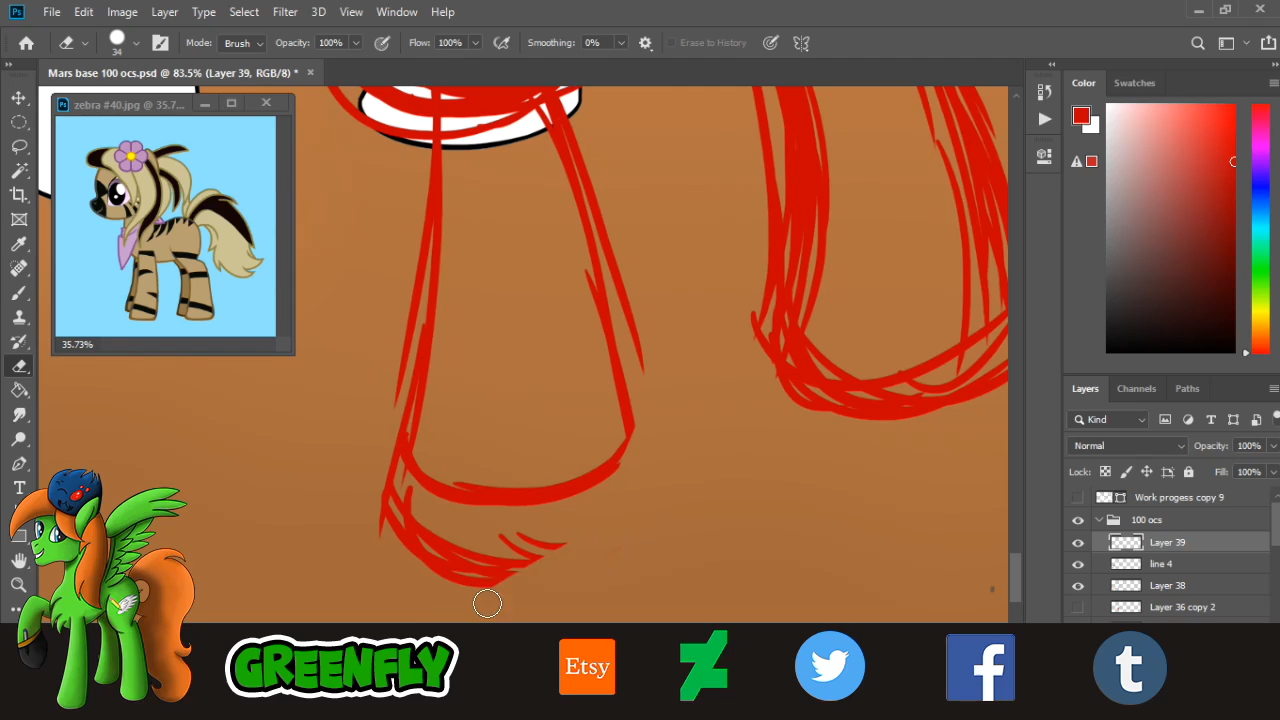 Ps File Edit Image Layer Type Select Filter 3D View Window Help
34 Mode: Brush Opacity: 100% Flow: 100% Smoothing: 0% Erase to History
Mars base 100 ocs.psd @ 83.5% (Layer 39, RGB/8) *
Ps zebra #40.jpg @ 35.7...
35.73%
Color Swatches
Layers Channels Paths
Kind
Normal Opacity: 100%
Lock: Fill: 100%
Work progess copy 9
100 ocs
Layer 39
line 4
Layer 38
Layer 36 copy 2
GREENFLY
Etsy